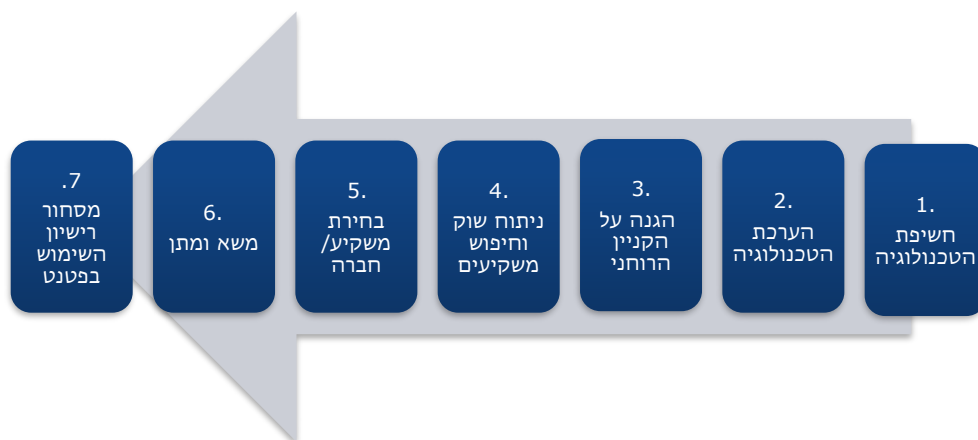 1.
חשיפת
הטכנולוגיה
2.
הערכת
הטכנולוגיה
3.
הגנה על
הקניין
הרוחני
4.
ניתוח שוק
וחיפוש
משקיעים
5.
בחירת
משקיע/
חברה
6.
משא ומתן
7.
מסחור
רישיון
השימוש
בפטנט